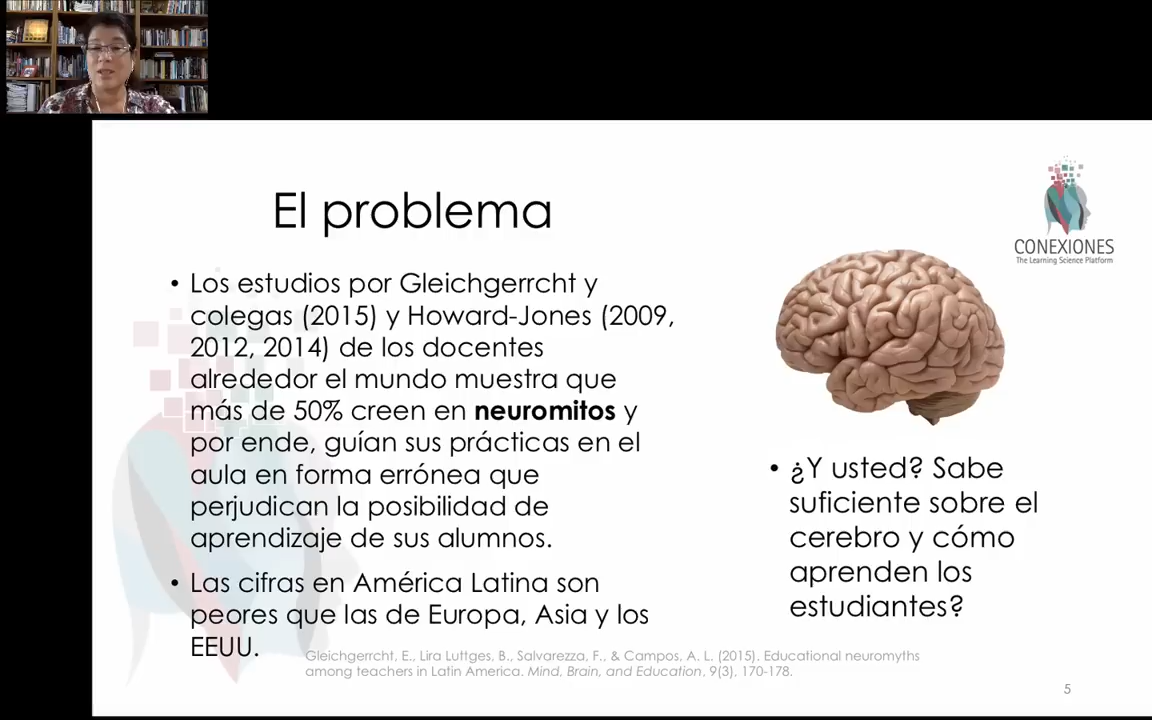 El problema
CONEXIONES
The Learning Science Platform
• Los estudios por Gleichgerrcht y
colegas (2015) y Howard-Jones (2009,
2012, 2014) de los docentes
alrededor el mundo muestra que
más de 50% creen en neuromitos y
por ende, guían sus prácticas en el
aula en forma errónea que
perjudican la posibilidad de
aprendizaje de sus alumnos.
• Las cifras en América Latina son
peores que las de Europa, Asia y los
EEUU.
• ¿Y usted? Sabe
suficiente sobre el
cerebro y cómo
aprenden los
estudiantes?
Gleichgerrcht, E., Lira Luttges, B., Salvarezza, F., & Campos, A. L. (2015). Educational neuromyths
among teachers in Latin America. Mind, Brain, and Education, 9(3), 170-178.
5